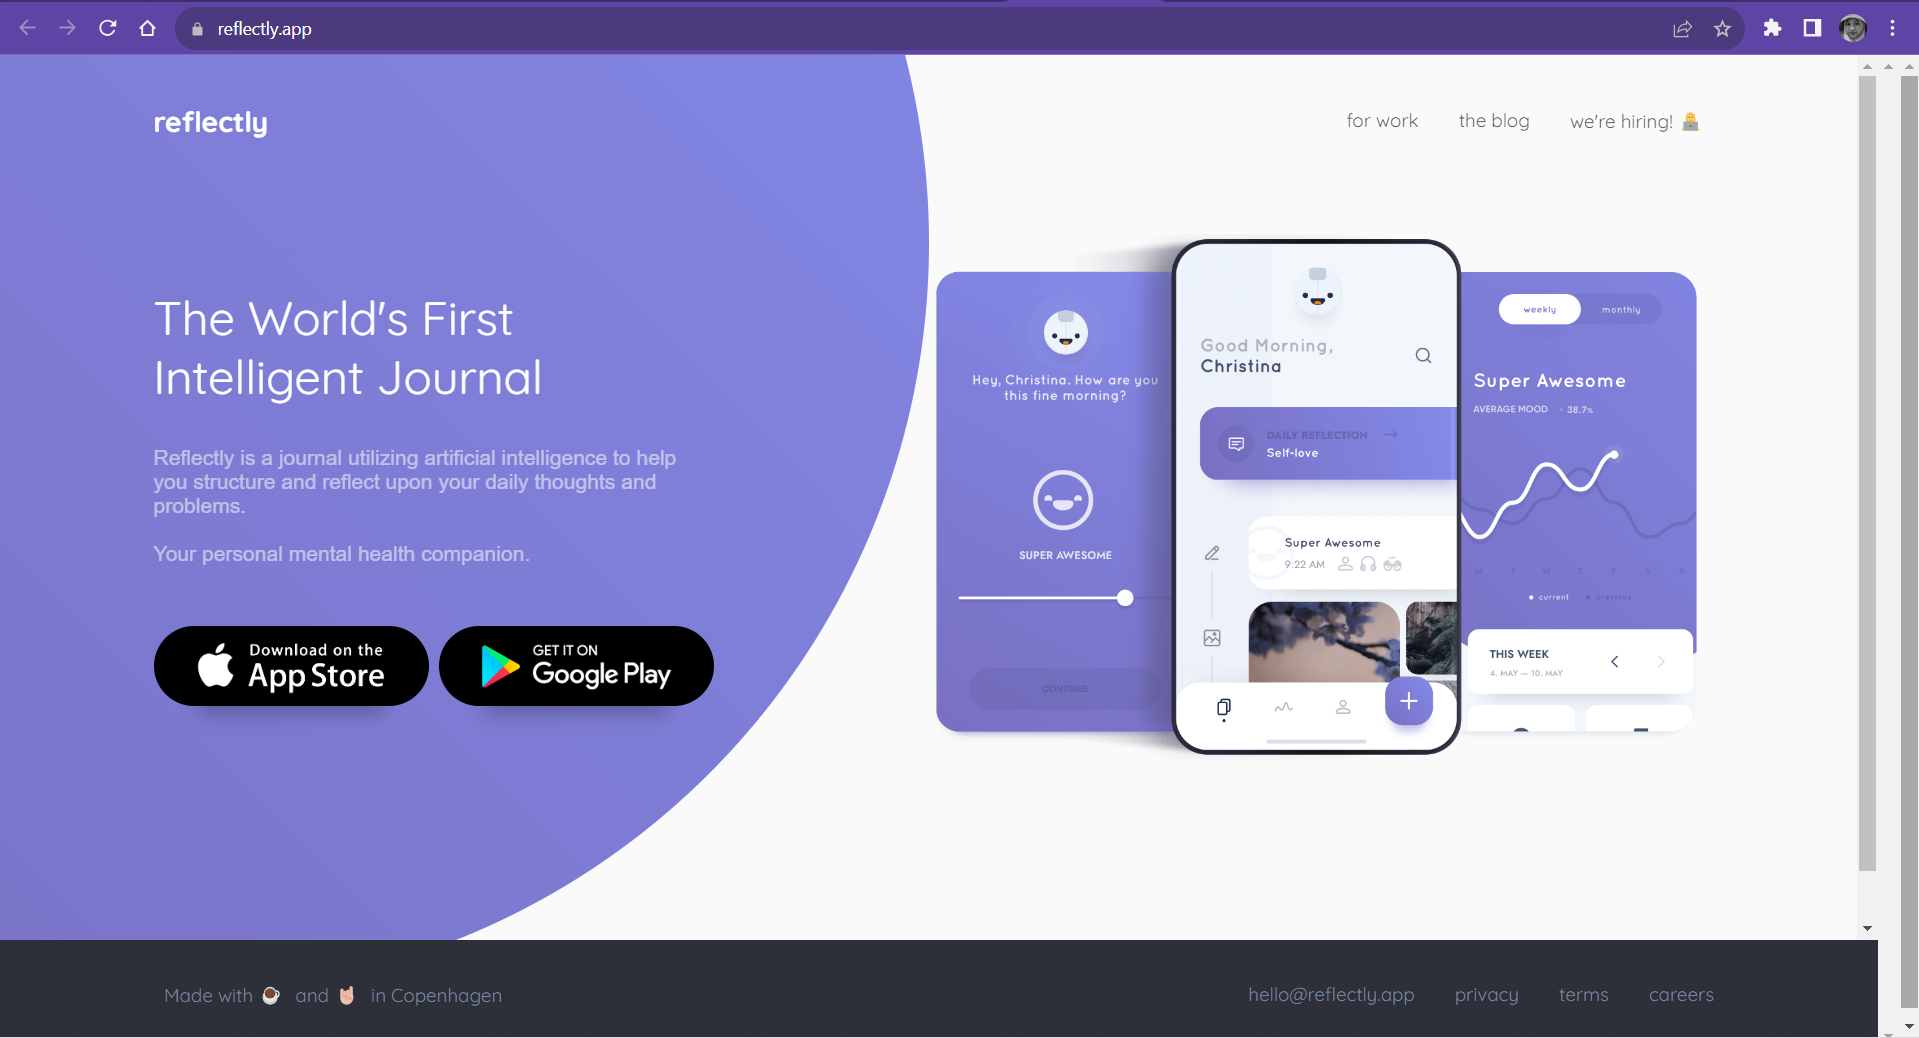 reflectly.app
reflectly
for work
the blog
we're hiring!
The World's First
Intelligent Journal
Reflectly is a journal utilizing artificial intelligence to help
you structure and reflect upon your daily thoughts and
problems.
Your personal mental health companion.
Download on the
App Store
GET IT ON
Google Play
Hey, Christina. How are you
this fine morning?
SUPER AWESOME
CONTINUE
Good Morning,
Christina
DAILY REFLECTION
Self-love
Super Awesome
9:22 AM
weekly
monthly
Super Awesome
AVERAGE MOOD
38.7%
M T W T F S S
current
previous
THIS WEEK
4. MAY — 10. MAY
Made with and in Copenhagen
hello@reflectly.app
privacy
terms
careers